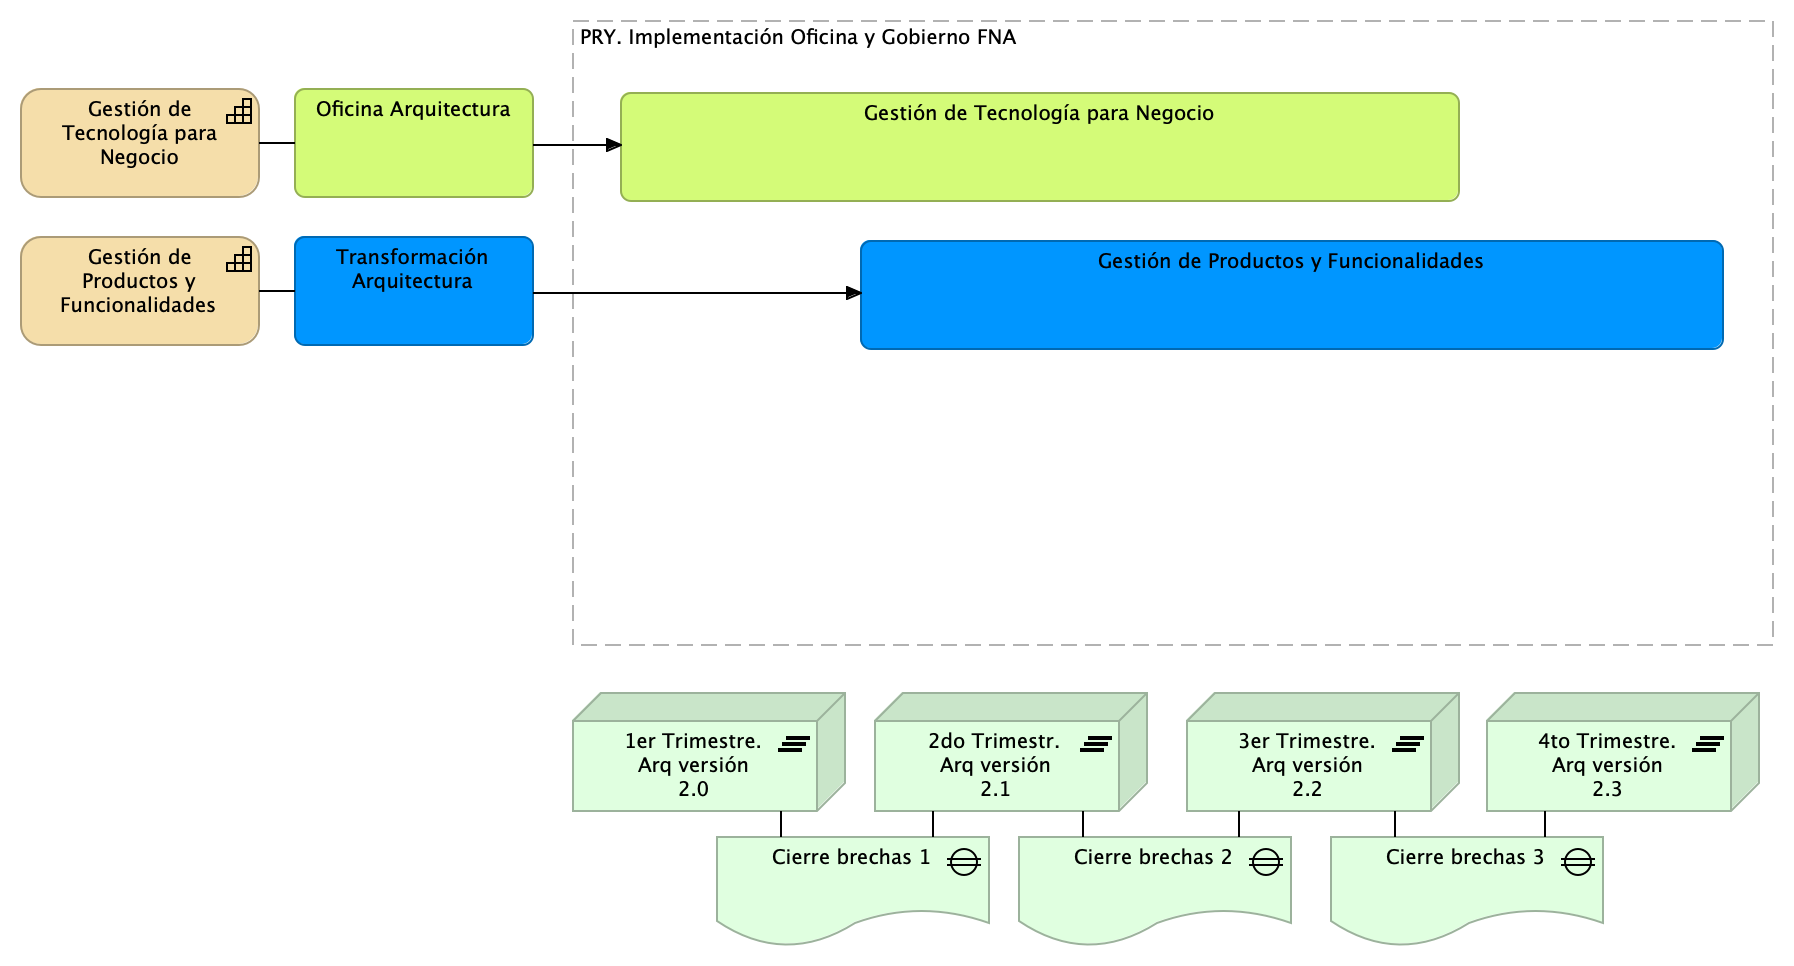 PRY. Implementación Oficina y Gobierno FNA
Gestión de
Tecnología para
Negocio
Oficina Arquitectura
Gestión de Tecnología para Negocio
Gestión de
Productos y
Funcionalidades
Transformación
Arquitectura
Gestión de Productos y Funcionalidades
1er Trimestre.
Arq versión
2.0
2do Trimestr.
Arq versión
2.1
3er Trimestre.
Arq versión
2.2
4to Trimestre.
Arq versión
2.3
Cierre brechas 1
Cierre brechas 2
Cierre brechas 3